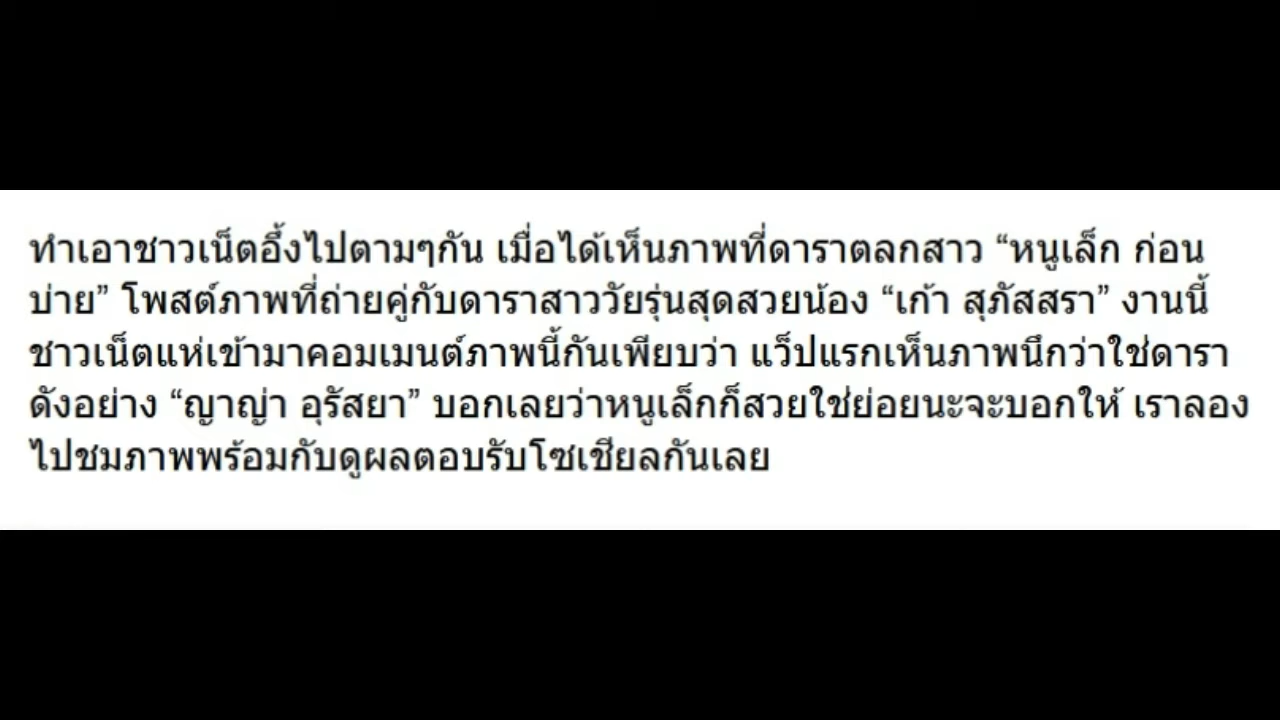 ทำเอาชาวเน็ตอึ้งไปตามๆกัน เมื่อได้เห็นภาพที่ดาราตลกสาว “หนูเล็ก ก่อน
บ่าย” โพสต์ภาพที่ถ่ายคู่กับดาราสาววัยรุ่นสุดสวยน้อง “เก้า สุภัสสรา” งานนี้
ชาวเน็ตแห่เข้ามาคอมเมนต์ภาพนี้กันเพียบว่า แว็ปแรกเห็นภาพนึกว่าใช่ดารา
ดังอย่าง “ญาญ่า อุรัสยา” บอกเลยว่าหนูเล็กก็สวยใช่ย่อยนะจะบอกให้ เราลอง
ไปชมภาพพร้อมกับดูผลตอบรับโซเชียลกันเลย